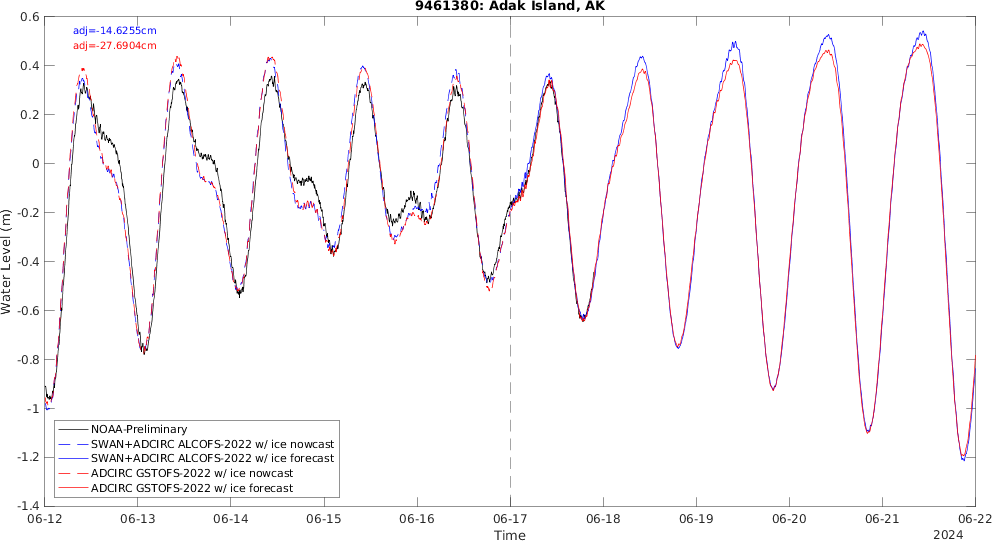 9461380: Adak Island, AK
adj=-14.6255cm
adj=-27.6904cm
0.6
0.4
0.2
0
-0.2
-0.4
-0.6
-0.8
-1
-1.2
-1.4
Water Level (m)
NOAA-Preliminary
SWAN+ADCIRC ALCOFS-2022 w/ ice nowcast
SWAN+ADCIRC ALCOFS-2022 w/ ice forecast
ADCIRC GSTOFS-2022 w/ ice nowcast
ADCIRC GSTOFS-2022 w/ ice forecast
06-12 06-13 06-14 06-15 06-16 06-17 06-18 06-19 06-20 06-21 06-22
Time
2024